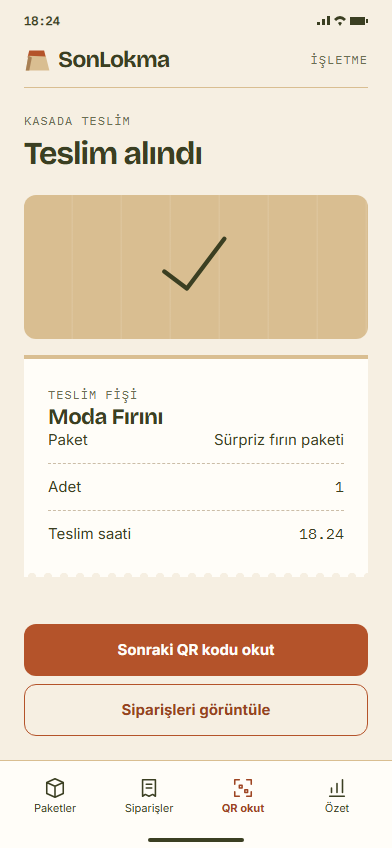 18:24
SonLokma
İŞLETME
KASADA TESLİM
Teslim alındı
TESLİM FİŞİ
Moda Fırını
Paket Sürpriz fırın paketi
Adet 1
Teslim saati 18.24
Sonraki QR kodu okut
Siparişleri görüntüle
Paketler Siparişler QR okut Özet